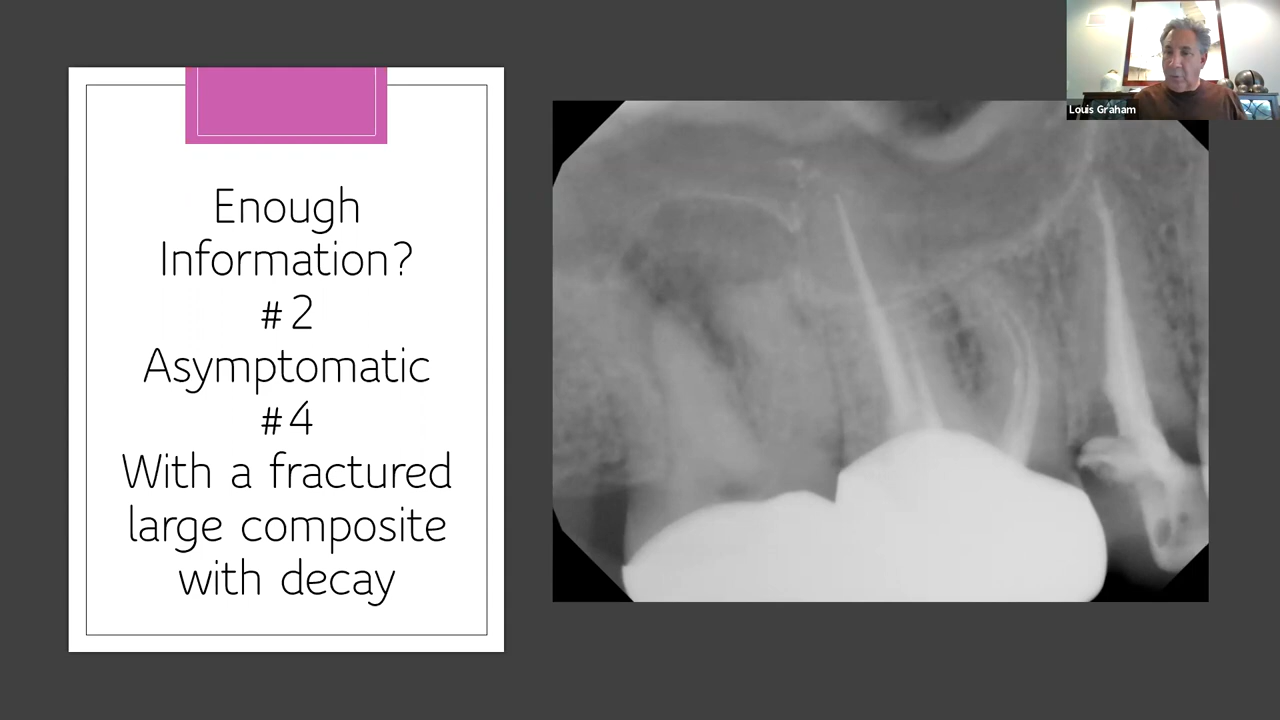 Enough
Information?
#2
Asymptomatic
#4
With a fractured
large composite
with decay
Louis Graham